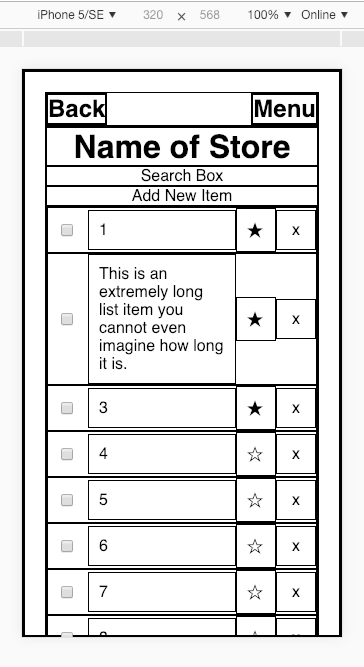 iPhone 5/SE ▼ 320 × 568 100% ▼ Online ▼
Back Menu
Name of Store
Search Box
Add New Item
1 ★ x
This is an
extremely long
list item you
cannot even
imagine how long
it is.
★ x
3 ★ x
4 ☆ x
5 ☆ x
6 ☆ x
7 ☆ x